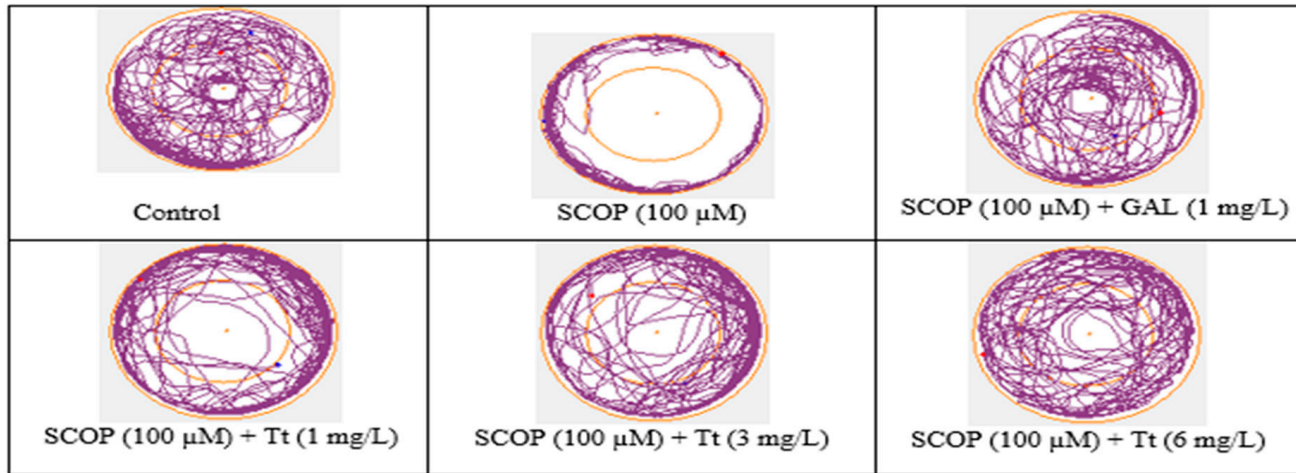 Control
SCOP (100 µM)
SCOP (100 µM) + GAL (1 mg/L)
SCOP (100 µM) + Tt (1 mg/L)
SCOP (100 µM) + Tt (3 mg/L)
SCOP (100 µM) + Tt (6 mg/L)